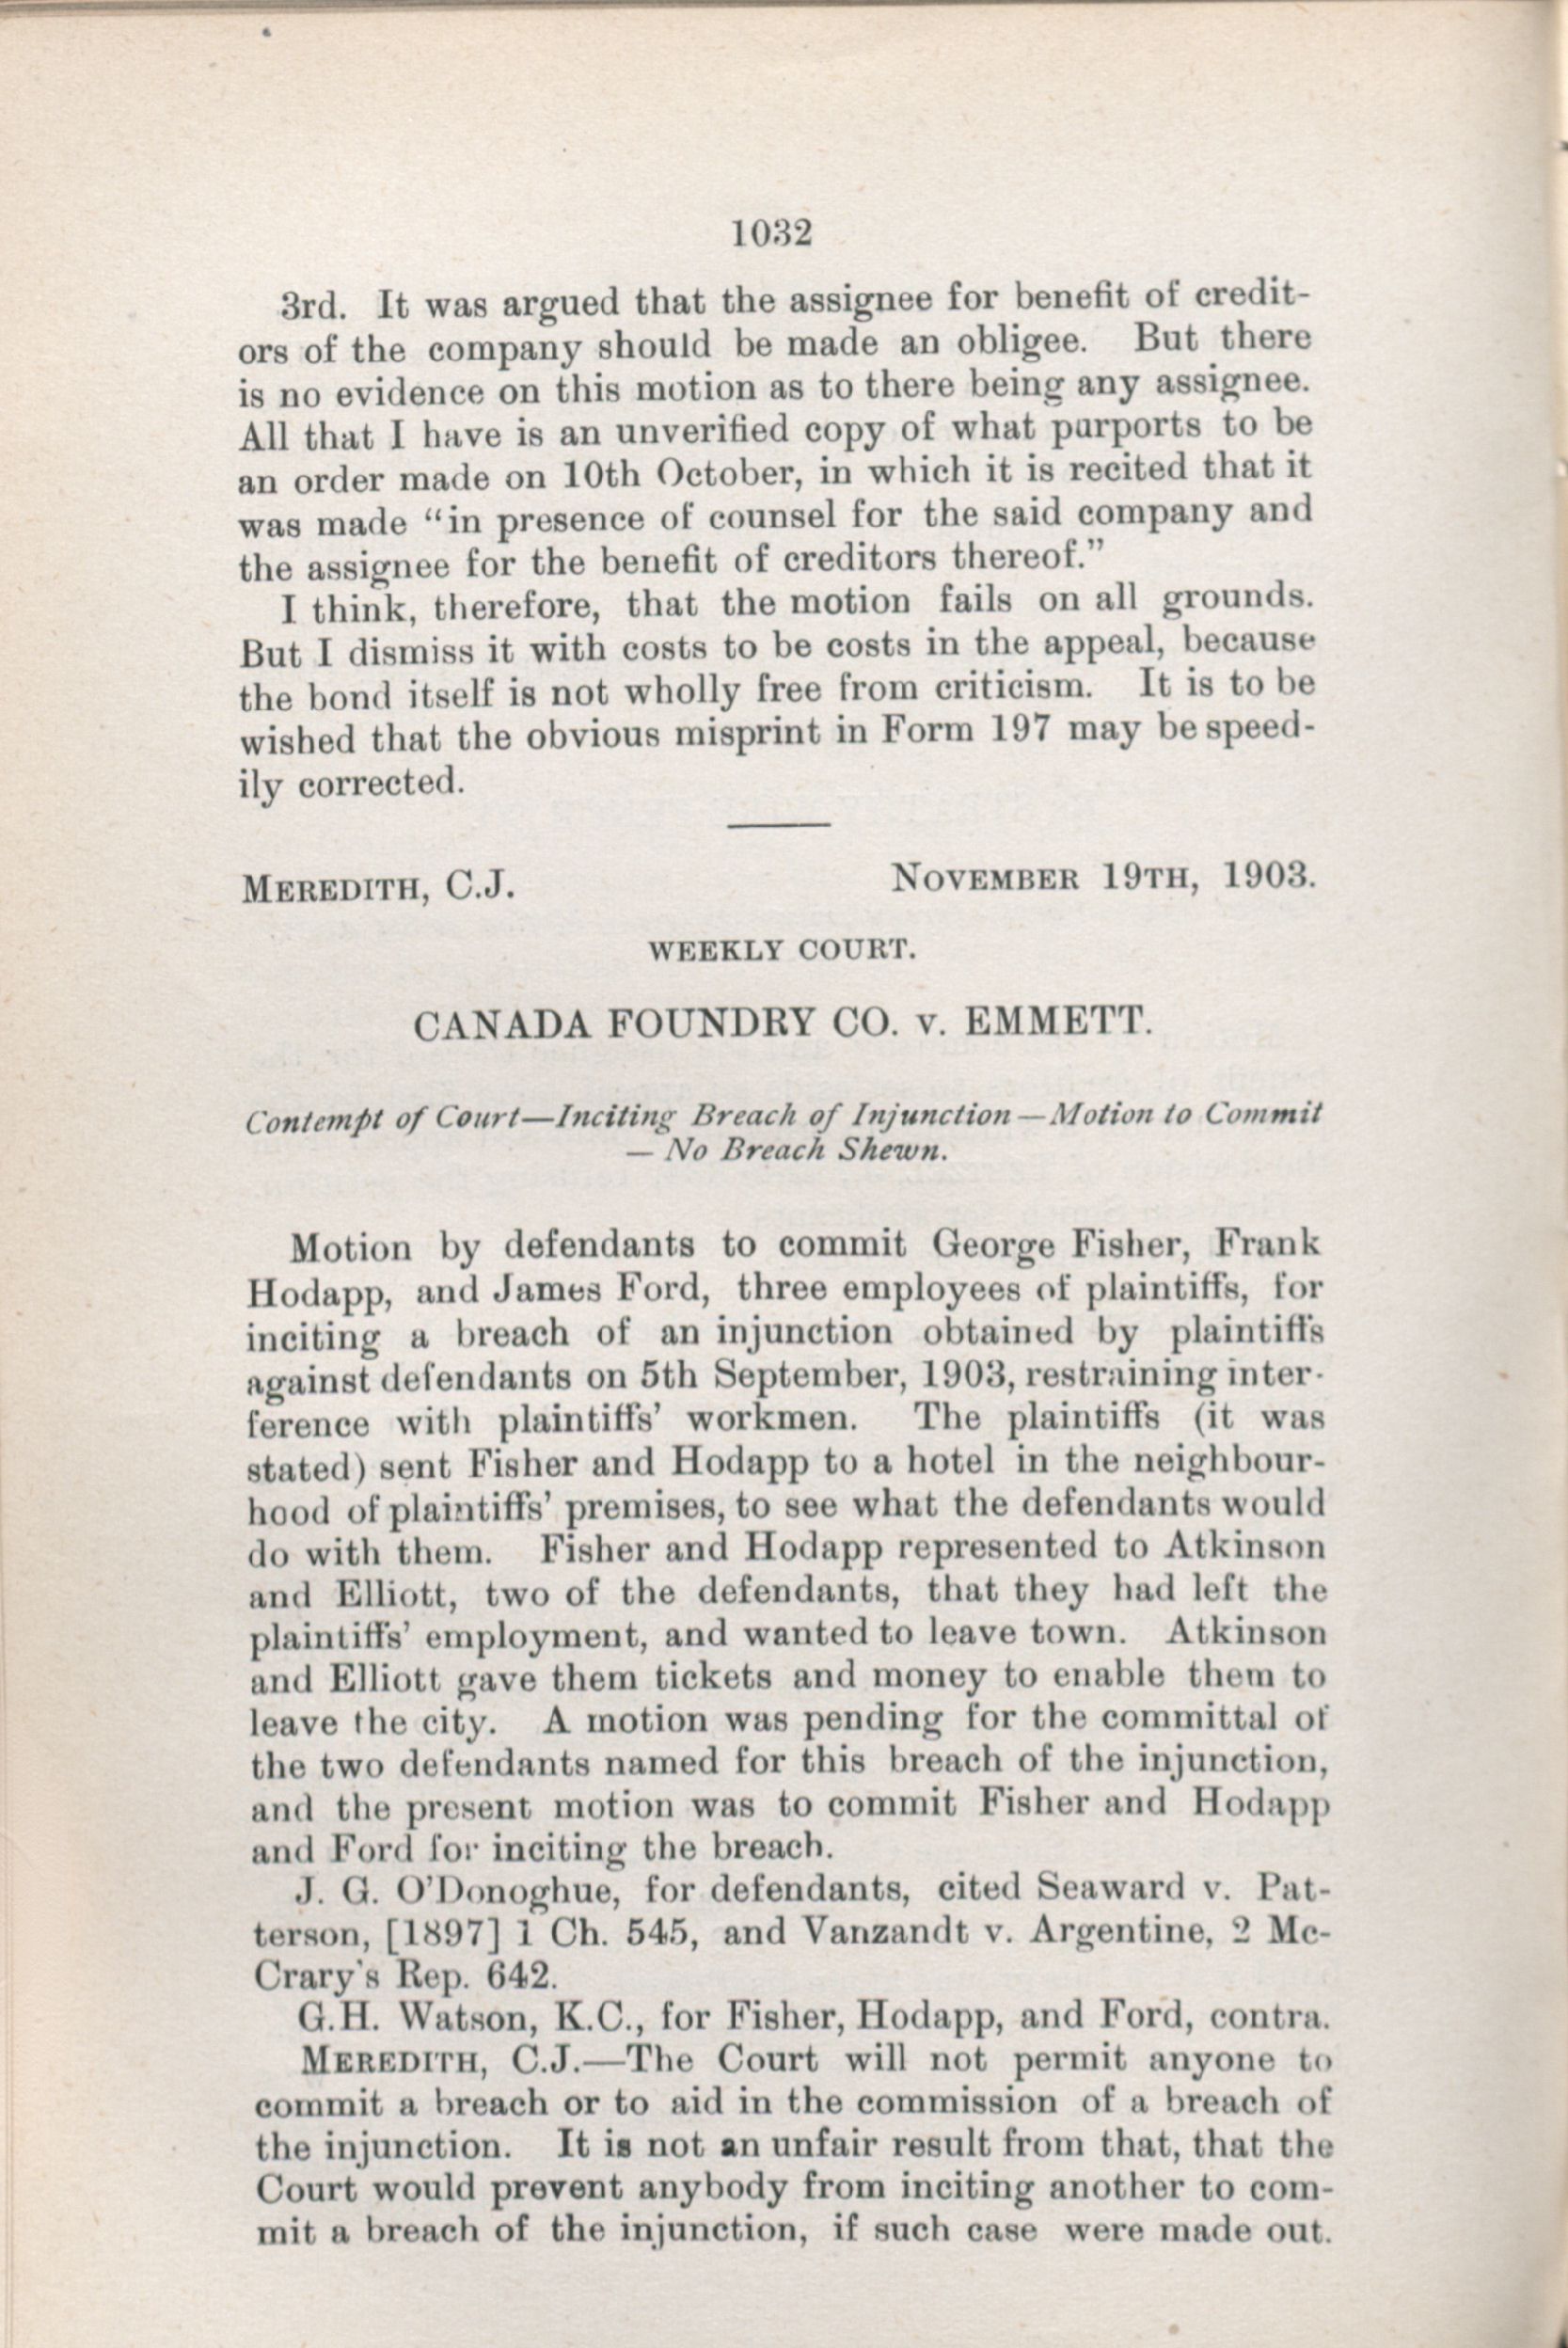 1032
3rd. It was argued that the assignee for benefit of credit-
ors of the company should be made an obligee. But there
is no evidence on this motion as to there being any assignee.
All that I have is an unverified copy of what purports to be
an order made on 10th October, in which it is recited that it
was made “in presence of counsel for the said company and
the assignee for the benefit of creditors thereof.”
I think, therefore, that the motion fails on all grounds.
But I dismiss it with costs to be costs in the appeal, because
the bond itself is not wholly free from criticism. It is to be
wished that the obvious misprint in Form 197 may be speed-
ily corrected.
MEREDITH, C.J. NOVEMBER 19TH, 1903.
WEEKLY COURT.
CANADA FOUNDRY CO. v. EMMETT.
Contempt of Court—Inciting Breach of Injunction—Motion to Commit
— No Breach Shewn.
Motion by defendants to commit George Fisher, Frank
Hodapp, and James Ford, three employees of plaintiffs, for
inciting a breach of an injunction obtained by plaintiffs
against defendants on 5th September, 1903, restraining inter-
ference with plaintiffs’ workmen. The plaintiffs (it was
stated) sent Fisher and Hodapp to a hotel in the neighbour-
hood of plaintiffs’ premises, to see what the defendants would
do with them. Fisher and Hodapp represented to Atkinson
and Elliott, two of the defendants, that they had left the
plaintiffs’ employment, and wanted to leave town. Atkinson
and Elliott gave them tickets and money to enable them to
leave the city. A motion was pending for the committal of
the two defendants named for this breach of the injunction,
and the present motion was to commit Fisher and Hodapp
and Ford for inciting the breach.
J. G. O’Donoghue, for defendants, cited Seaward v. Pat-
terson, [1897] 1 Ch. 545, and Vanzandt v. Argentine, 2 Mc-
Crary’s Rep. 642.
G.H. Watson, K.C., for Fisher, Hodapp, and Ford, contra.
MEREDITH, C.J.—The Court will not permit anyone to
commit a breach or to aid in the commission of a breach of
the injunction. It is not an unfair result from that, that the
Court would prevent anybody from inciting another to com-
mit a breach of the injunction, if such case were made out.